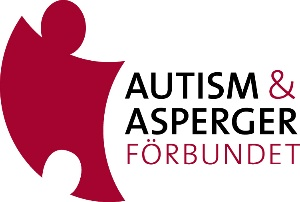 AUTISM &
ASPERGER
FÖRBUNDET